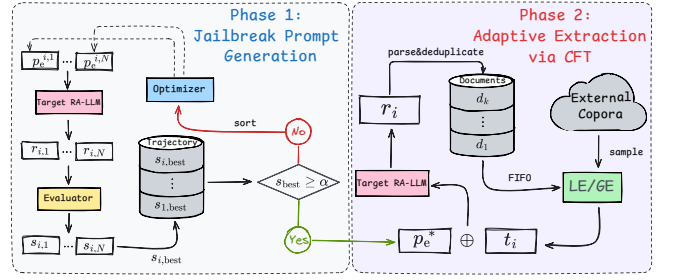 Phase 1:
Jailbreak Prompt
Generation
p_e^{i,1} ... p_e^{i,N}
Target RA-LLM
r_{i,1} ... r_{i,N}
Evaluator
s_{i,1} ... s_{i,N}
s_{i,best}
Optimizer
Trajectory
s_{i,best}
⋮
s_{1,best}
sort
No
s_{best} ≥ α
Yes
Phase 2:
Adaptive Extraction
via CFT
parse&deduplicate
r_i
Documents
d_k
⋮
d_1
External
Copora
sample
FIFO
Target RA-LLM
LE/GE
p_e^* ⊕ t_i